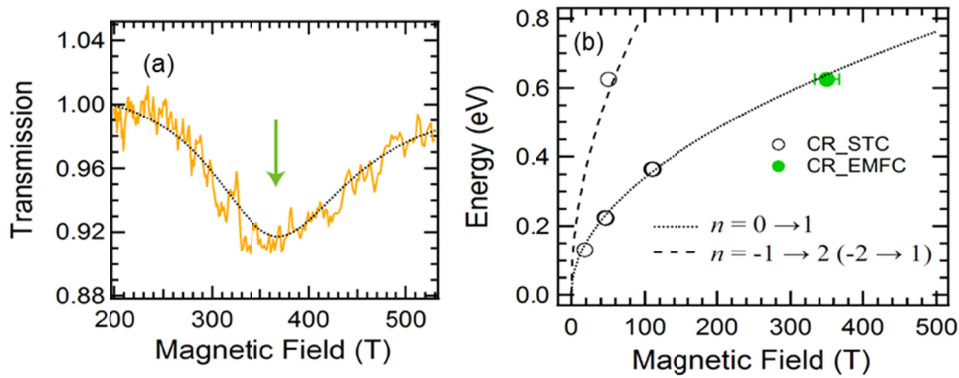 (a)
Transmission
1.04
1.00
0.96
0.92
0.88
200
300
400
500
Magnetic Field (T)
(b)
Energy (eV)
0.8
0.6
0.4
0.2
0.0
CR_STC
CR_EMFC
n = 0 →1
n = -1 → 2 (-2 → 1)
0
100
200
300
400
500
Magnetic Field (T)